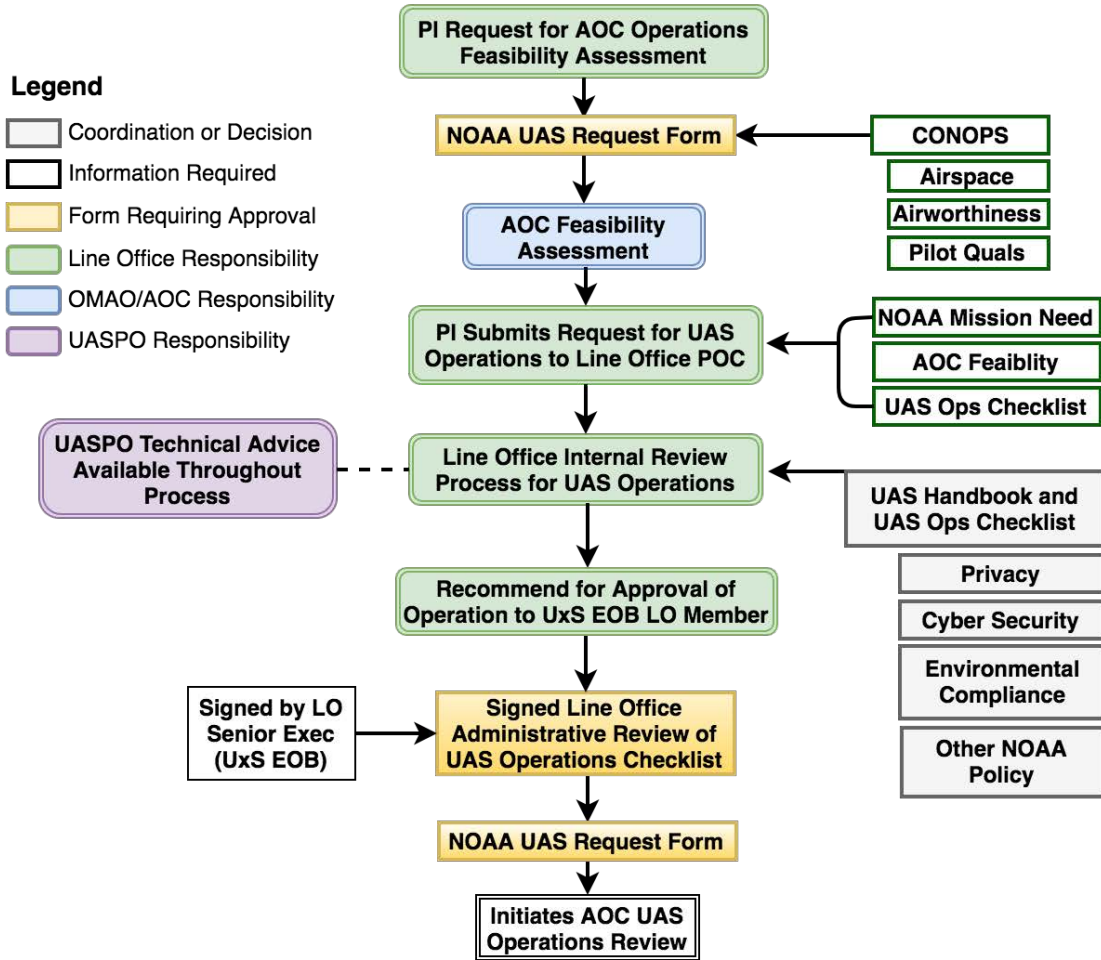 PI Request for AOC Operations
Feasibility Assessment
Legend
Coordination or Decision
Information Required
Form Requiring Approval
Line Office Responsibility
OMAO/AOC Responsibility
UASPO Responsibility
NOAA UAS Request Form
CONOPS
Airspace
Airworthiness
Pilot Quals
AOC Feasibility
Assessment
PI Submits Request for UAS
Operations to Line Office POC
NOAA Mission Need
AOC Feaiblity
UAS Ops Checklist
UASPO Technical Advice
Available Throughout
Process
Line Office Internal Review
Process for UAS Operations
UAS Handbook and
UAS Ops Checklist
Privacy
Cyber Security
Environmental
Compliance
Other NOAA
Policy
Recommend for Approval of
Operation to UxS EOB LO Member
Signed by LO
Senior Exec
(UxS EOB)
Signed Line Office
Administrative Review of
UAS Operations Checklist
NOAA UAS Request Form
Initiates AOC UAS
Operations Review